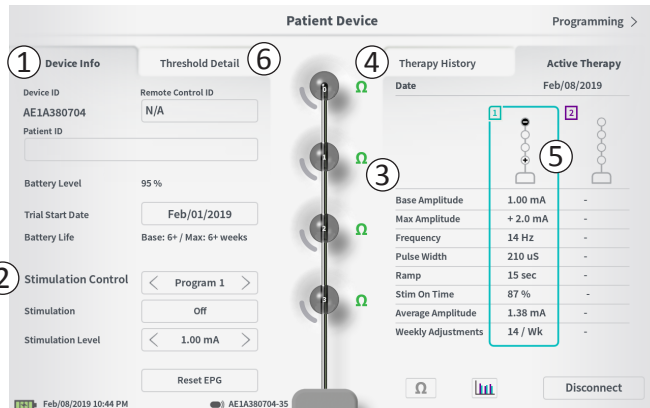 Patient Device
Programming >
1 Device Info
Threshold Detail 6
4 Therapy History
Active Therapy
Device ID
Remote Control ID
AE1A380704
N/A
Patient ID
Battery Level 95 %
Trial Start Date Feb/01/2019
Battery Life Base: 6+ / Max: 6+ weeks
2 Stimulation Control < Program 1 >
Stimulation Off
Stimulation Level < 1.00 mA >
Reset EPG
Feb/08/2019 10:44 PM
AE1A380704-35
0 Ω
1 Ω
3
2 Ω
3 Ω
Date Feb/08/2019
1 2
5
Base Amplitude 1.00 mA -
Max Amplitude + 2.0 mA -
Frequency 14 Hz -
Pulse Width 210 uS -
Ramp 15 sec -
Stim On Time 87 % -
Average Amplitude 1.38 mA -
Weekly Adjustments 14 / Wk -
Ω
Disconnect